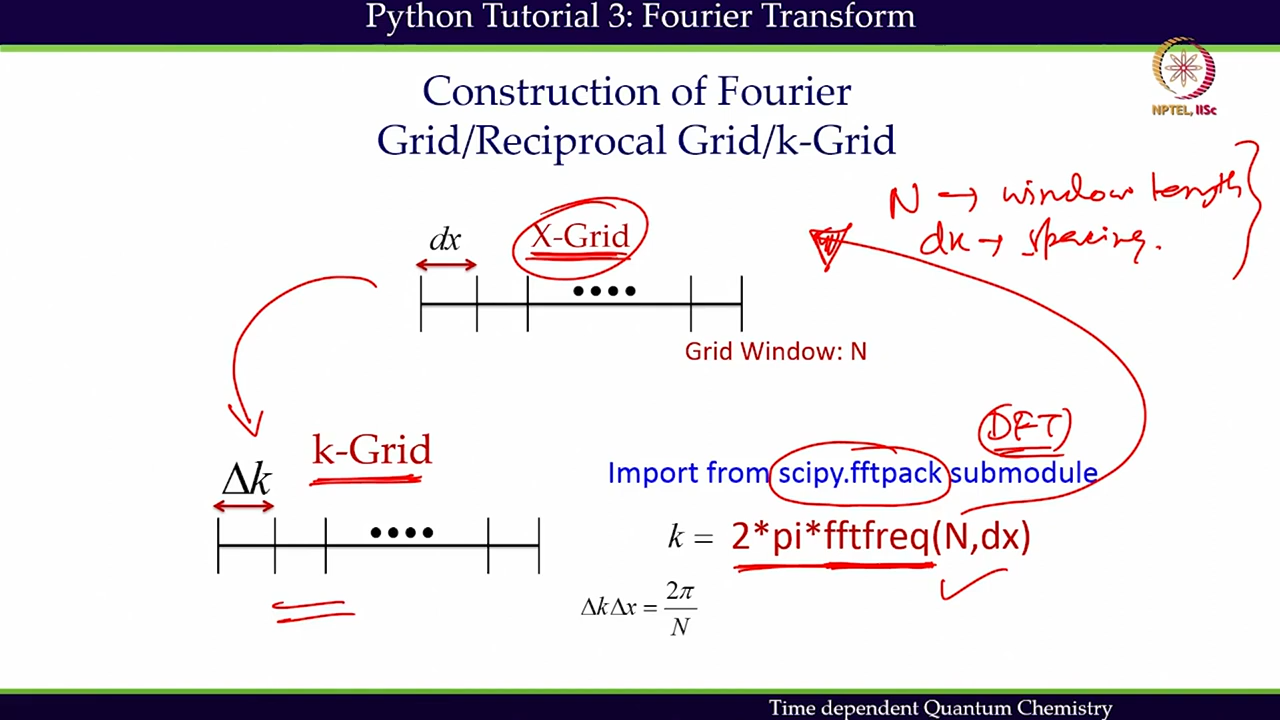 Python Tutorial 3: Fourier Transform
NPTEL, IISc
Construction of Fourier
Grid/Reciprocal Grid/k-Grid
N → window length
dx → spacing.
dx
X-Grid
Grid Window: N
k-Grid
Δk
DFT
Import from scipy.fftpack submodule
k = 2*pi*fftfreq(N,dx)
ΔkΔx = 2π/N
Time dependent Quantum Chemistry